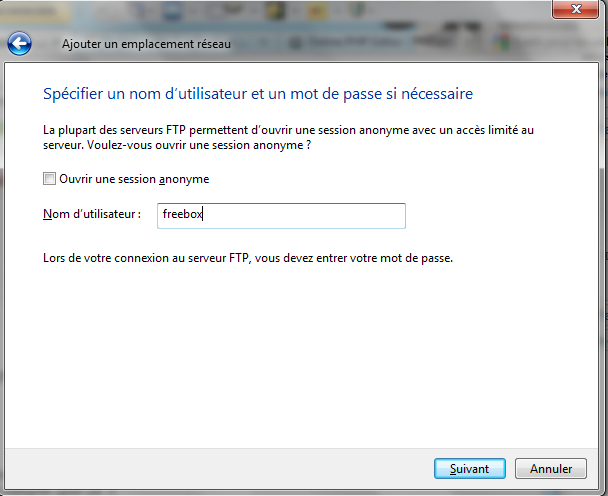 Ajouter un emplacement réseau
Spécifier un nom d'utilisateur et un mot de passe si nécessaire
La plupart des serveurs FTP permettent d'ouvrir une session anonyme avec un accès limité au
serveur. Voulez-vous ouvrir une session anonyme ?
Ouvrir une session anonyme
Nom d'utilisateur : freebox
Lors de votre connexion au serveur FTP, vous devez entrer votre mot de passe.
Suivant Annuler